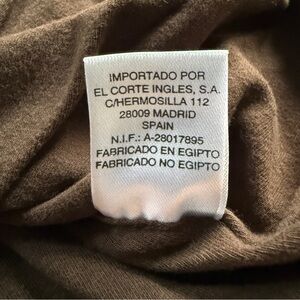 IMPORTADO POR
EL CORTE INGLES, S.A.
C/HERMOSILLA 112
28009 MADRID
SPAIN
N.I.F.: A-28017895
FABRICADO EN EGIPTO
FABRICADO NO EGIPTO